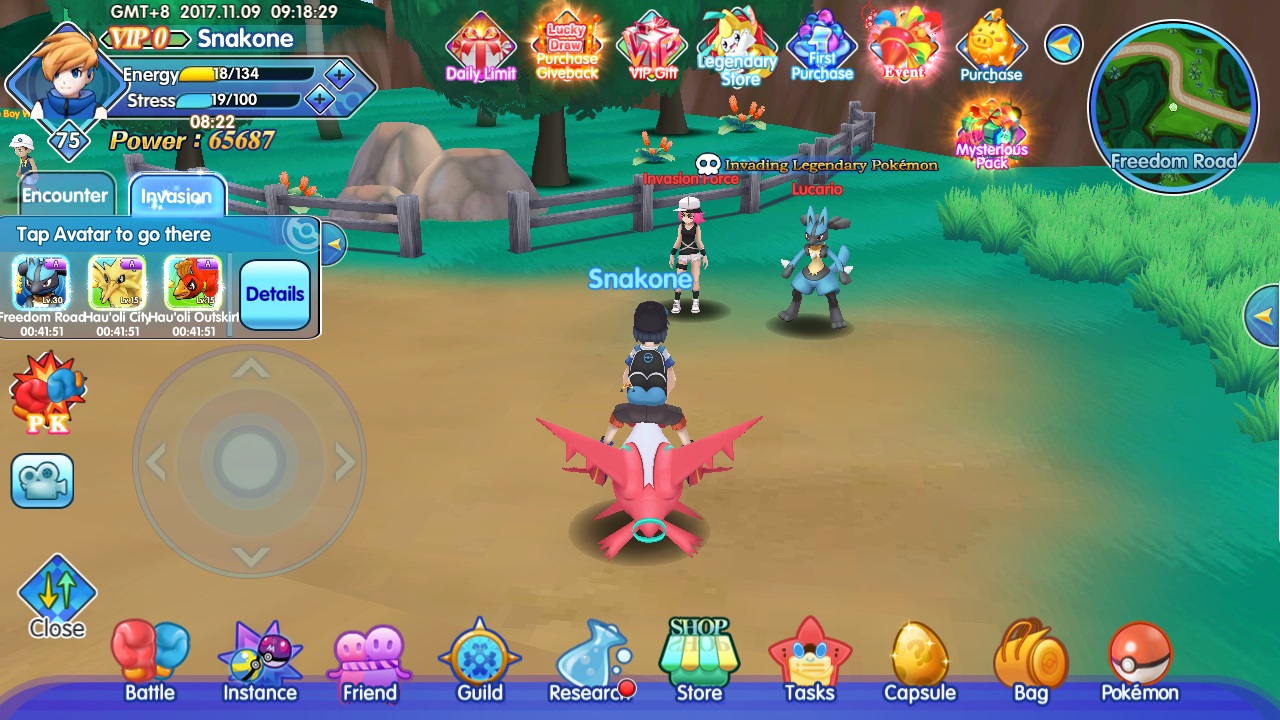 GMT+8 2017.11.09 09:18:29
VIP 0 Snakone
Energy 18/134
Stress 19/100
08:22
75
Power : 65687
Boy
Daily Limit
Lucky Draw
Purchase Giveback
VIP
VIP Gift
Legendary Store
First Purchase
Event
Purchase
Mysterious Pack
Freedom Road
Encounter
Invasion
Tap Avatar to go there
A
Lv.30
A
Lv.15
A
Lv.15
Details
Freedom Road
Hau'oli City
Hau'oli Outskirt
00:41:51
00:41:51
00:41:51
Invading Legendary Pokémon
Invasion Force
Lucario
Snakone
PK
Close
SHOP
Battle
Instance
Friend
Guild
Research
Store
Tasks
Capsule
Bag
Pokémon